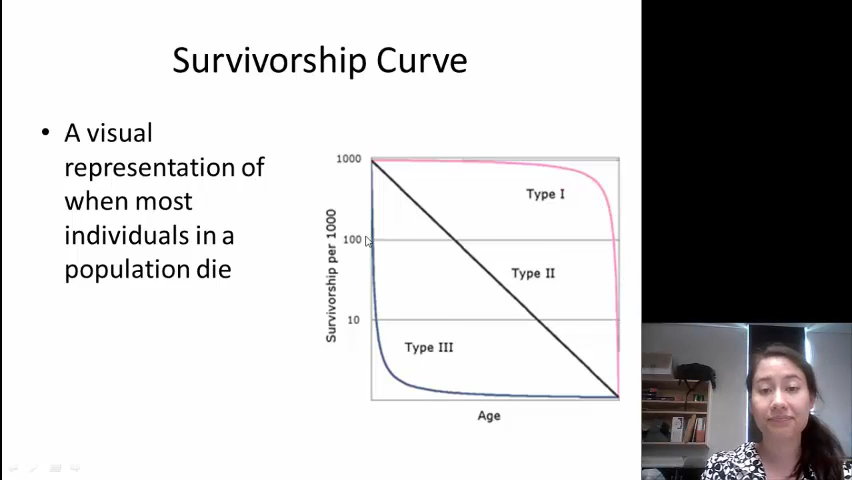 Survivorship Curve
• A visual
representation of
when most
individuals in a
population die
1000
Type I
Survivorship per 1000
100
Type II
10
Type III
Age